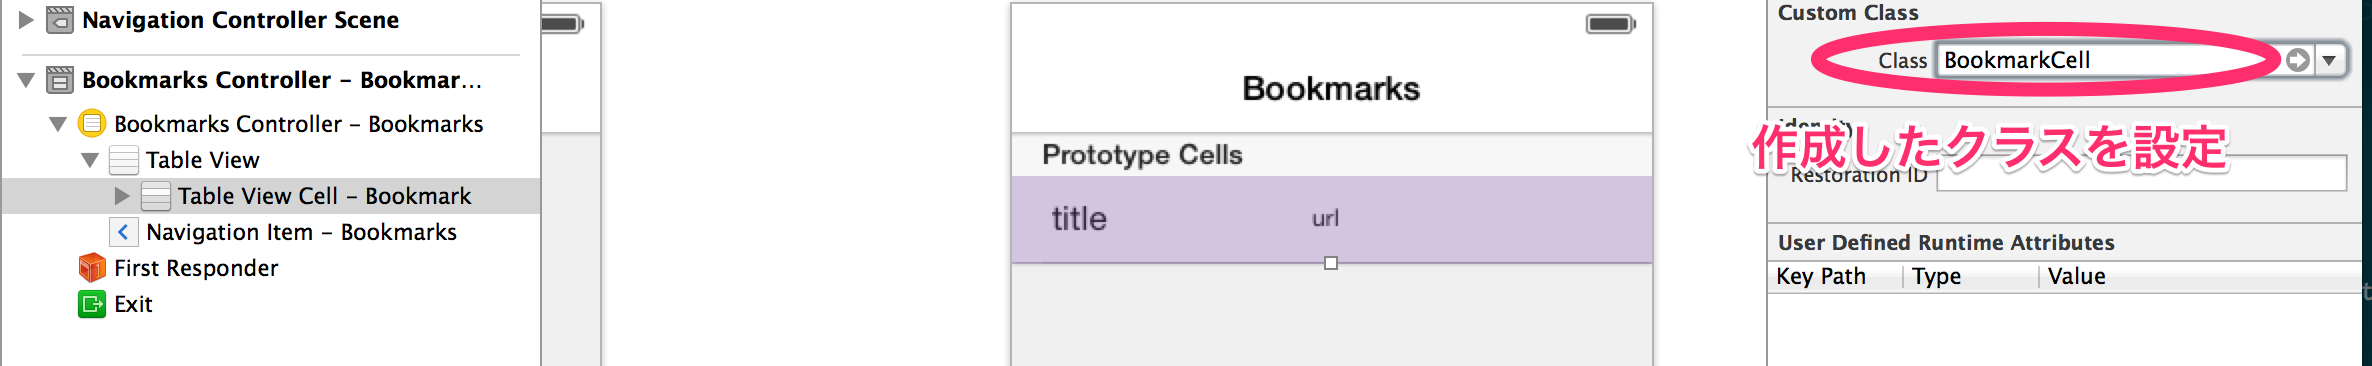 Navigation Controller Scene
Bookmarks Controller – Bookmar...
Bookmarks Controller – Bookmarks
Table View
Table View Cell – Bookmark
Navigation Item – Bookmarks
First Responder
Exit
Bookmarks
Prototype Cells
title
url
Custom Class
Class BookmarkCell
作成したクラスを設定
Restoration ID
User Defined Runtime Attributes
Key Path Type Value